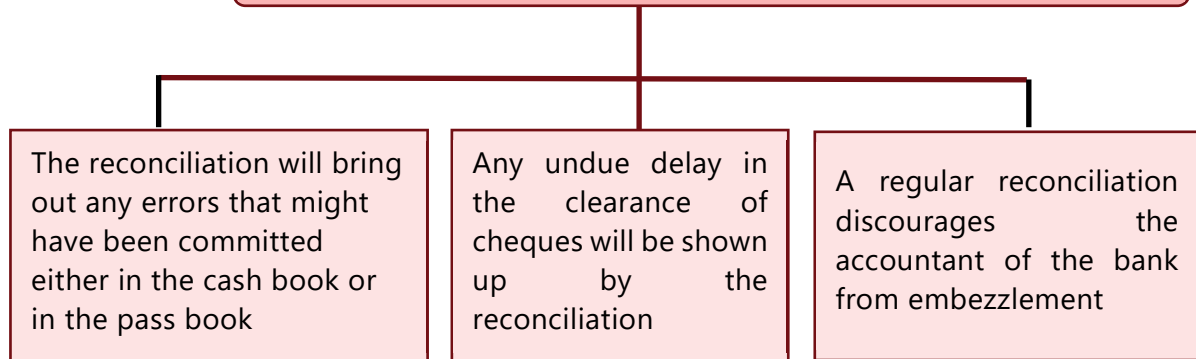 The reconciliation will bring
out any errors that might
have been committed
either in the cash book or
in the pass book
Any undue delay in
the clearance of
cheques will be shown
up by the
reconciliation
A regular reconciliation
discourages the
accountant of the bank
from embezzlement